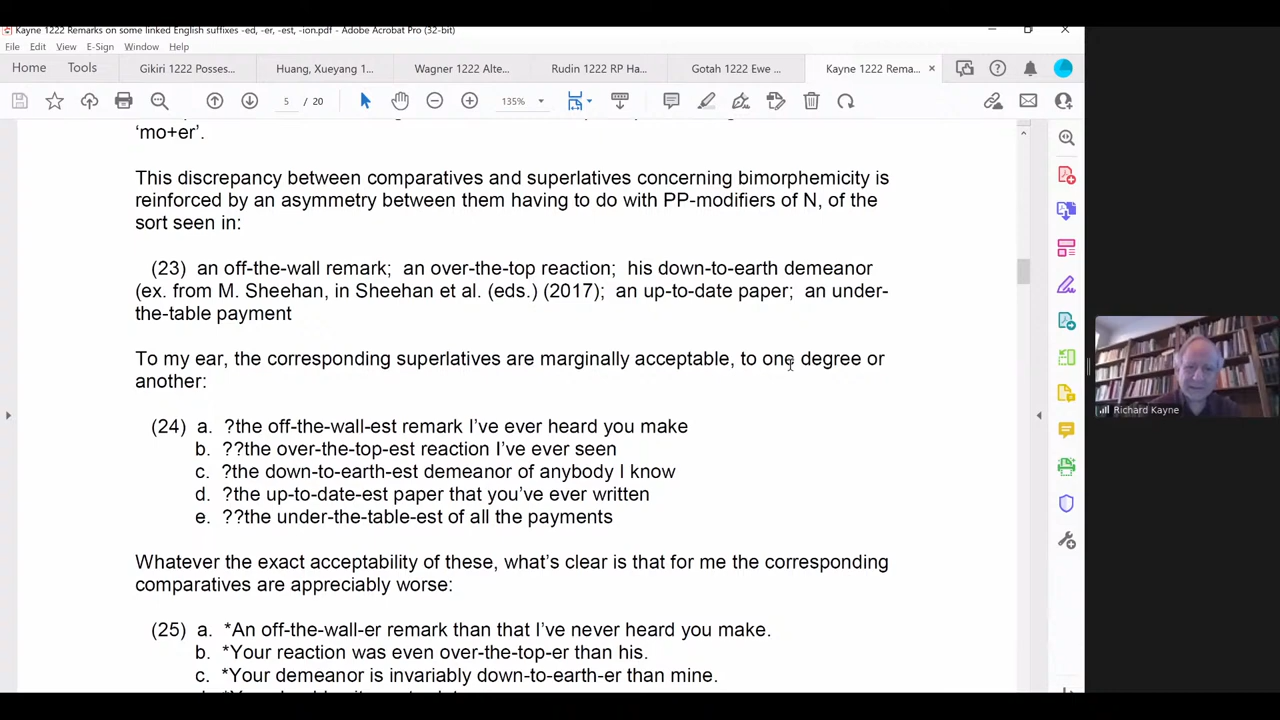 Kayne 1222 Remarks on some linked English suffixes -ed, -er, -est, -ion.pdf - Adobe Acrobat Pro (32-bit)
File Edit View E-Sign Window Help
Home Tools Gikiri 1222 Posses... Huang, Xueyang 1... Wagner 1222 Alte... Rudin 1222 RP Ha... Gotah 1222 Ewe ... Kayne 1222 Rema... ×
5 / 20 135%
‘mo+er’.
This discrepancy between comparatives and superlatives concerning bimorphemicity is
reinforced by an asymmetry between them having to do with PP-modifiers of N, of the
sort seen in:
(23) an off-the-wall remark; an over-the-top reaction; his down-to-earth demeanor
(ex. from M. Sheehan, in Sheehan et al. (eds.) (2017); an up-to-date paper; an under-
the-table payment
To my ear, the corresponding superlatives are marginally acceptable, to one degree or
another:
(24) a. ?the off-the-wall-est remark I’ve ever heard you make
b. ??the over-the-top-est reaction I’ve ever seen
c. ?the down-to-earth-est demeanor of anybody I know
d. ?the up-to-date-est paper that you’ve ever written
e. ??the under-the-table-est of all the payments
Whatever the exact acceptability of these, what’s clear is that for me the corresponding
comparatives are appreciably worse:
(25) a. *An off-the-wall-er remark than that I’ve never heard you make.
b. *Your reaction was even over-the-top-er than his.
c. *Your demeanor is invariably down-to-earth-er than mine.
Richard Kayne